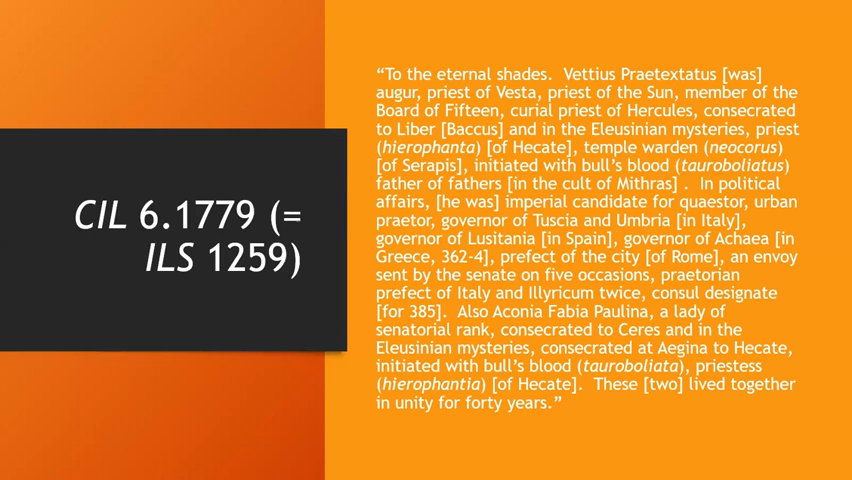 CIL 6.1779 (=
ILS 1259)
“To the eternal shades.  Vettius Praetextatus [was]
augur, priest of Vesta, priest of the Sun, member of the
Board of Fifteen, curial priest of Hercules, consecrated
to Liber [Baccus] and in the Eleusinian mysteries, priest
(hierophanta) [of Hecate], temple warden (neocorus)
[of Serapis], initiated with bull’s blood (tauroboliatus)
father of fathers [in the cult of Mithras] .  In political
affairs, [he was] imperial candidate for quaestor, urban
praetor, governor of Tuscia and Umbria [in Italy],
governor of Lusitania [in Spain], governor of Achaea [in
Greece, 362-4], prefect of the city [of Rome], an envoy
sent by the senate on five occasions, praetorian
prefect of Italy and Illyricum twice, consul designate
[for 385].  Also Aconia Fabia Paulina, a lady of
senatorial rank, consecrated to Ceres and in the
Eleusinian mysteries, consecrated at Aegina to Hecate,
initiated with bull’s blood (tauroboliata), priestess
(hierophantia) [of Hecate].  These [two] lived together
in unity for forty years.”